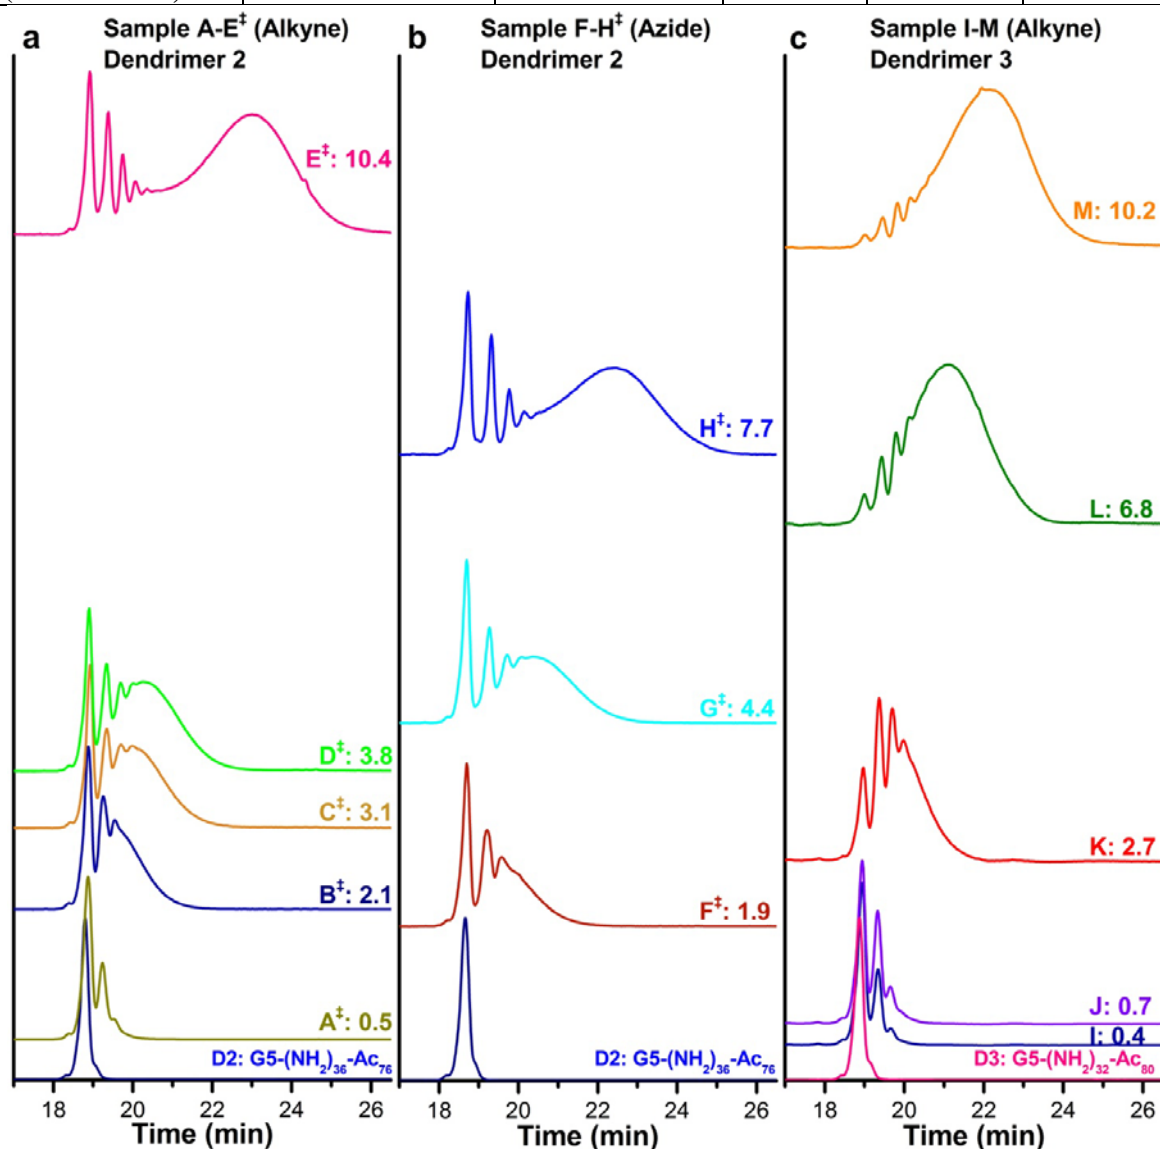 a
Sample A-E‡ (Alkyne)
Dendrimer 2
E‡: 10.4
D‡: 3.8
C‡: 3.1
B‡: 2.1
A‡: 0.5
D2: G5-(NH2)36-Ac76
18 20 22 24 26
Time (min)
b
Sample F-H‡ (Azide)
Dendrimer 2
H‡: 7.7
G‡: 4.4
F‡: 1.9
D2: G5-(NH2)36-Ac76
18 20 22 24 26
Time (min)
c
Sample I-M (Alkyne)
Dendrimer 3
M: 10.2
L: 6.8
K: 2.7
J: 0.7
I: 0.4
D3: G5-(NH2)32-Ac80
18 20 22 24 26
Time (min)